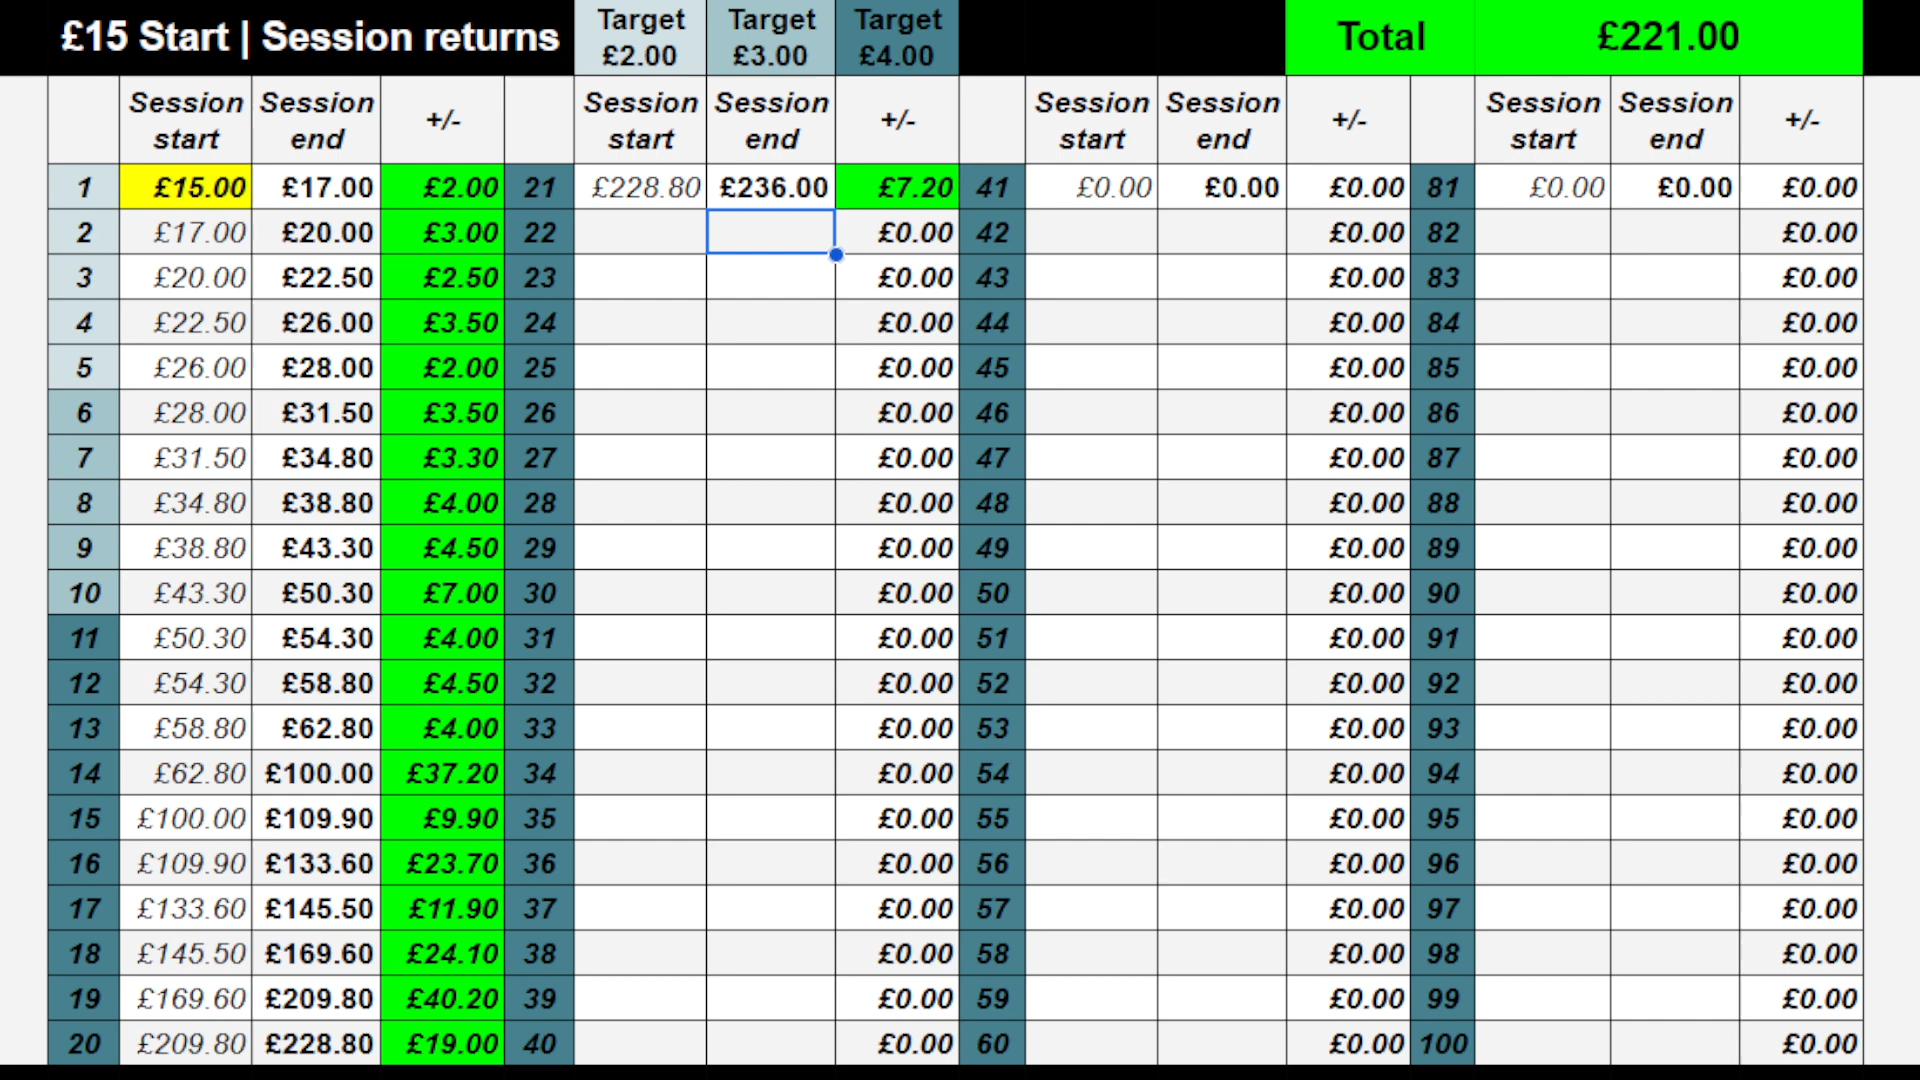 £15 Start | Session returns Target £2.00 Target £3.00 Target £4.00 Total £221.00
Session start Session end +/- Session start Session end +/- Session start Session end +/- Session start Session end +/-
1 £15.00 £17.00 £2.00 21 £228.80 £236.00 £7.20 41 £0.00 £0.00 £0.00 81 £0.00 £0.00 £0.00
2 £17.00 £20.00 £3.00 22 £0.00 42 £0.00 82 £0.00
3 £20.00 £22.50 £2.50 23 £0.00 43 £0.00 83 £0.00
4 £22.50 £26.00 £3.50 24 £0.00 44 £0.00 84 £0.00
5 £26.00 £28.00 £2.00 25 £0.00 45 £0.00 85 £0.00
6 £28.00 £31.50 £3.50 26 £0.00 46 £0.00 86 £0.00
7 £31.50 £34.80 £3.30 27 £0.00 47 £0.00 87 £0.00
8 £34.80 £38.80 £4.00 28 £0.00 48 £0.00 88 £0.00
9 £38.80 £43.30 £4.50 29 £0.00 49 £0.00 89 £0.00
10 £43.30 £50.30 £7.00 30 £0.00 50 £0.00 90 £0.00
11 £50.30 £54.30 £4.00 31 £0.00 51 £0.00 91 £0.00
12 £54.30 £58.80 £4.50 32 £0.00 52 £0.00 92 £0.00
13 £58.80 £62.80 £4.00 33 £0.00 53 £0.00 93 £0.00
14 £62.80 £100.00 £37.20 34 £0.00 54 £0.00 94 £0.00
15 £100.00 £109.90 £9.90 35 £0.00 55 £0.00 95 £0.00
16 £109.90 £133.60 £23.70 36 £0.00 56 £0.00 96 £0.00
17 £133.60 £145.50 £11.90 37 £0.00 57 £0.00 97 £0.00
18 £145.50 £169.60 £24.10 38 £0.00 58 £0.00 98 £0.00
19 £169.60 £209.80 £40.20 39 £0.00 59 £0.00 99 £0.00
20 £209.80 £228.80 £19.00 40 £0.00 60 £0.00 100 £0.00